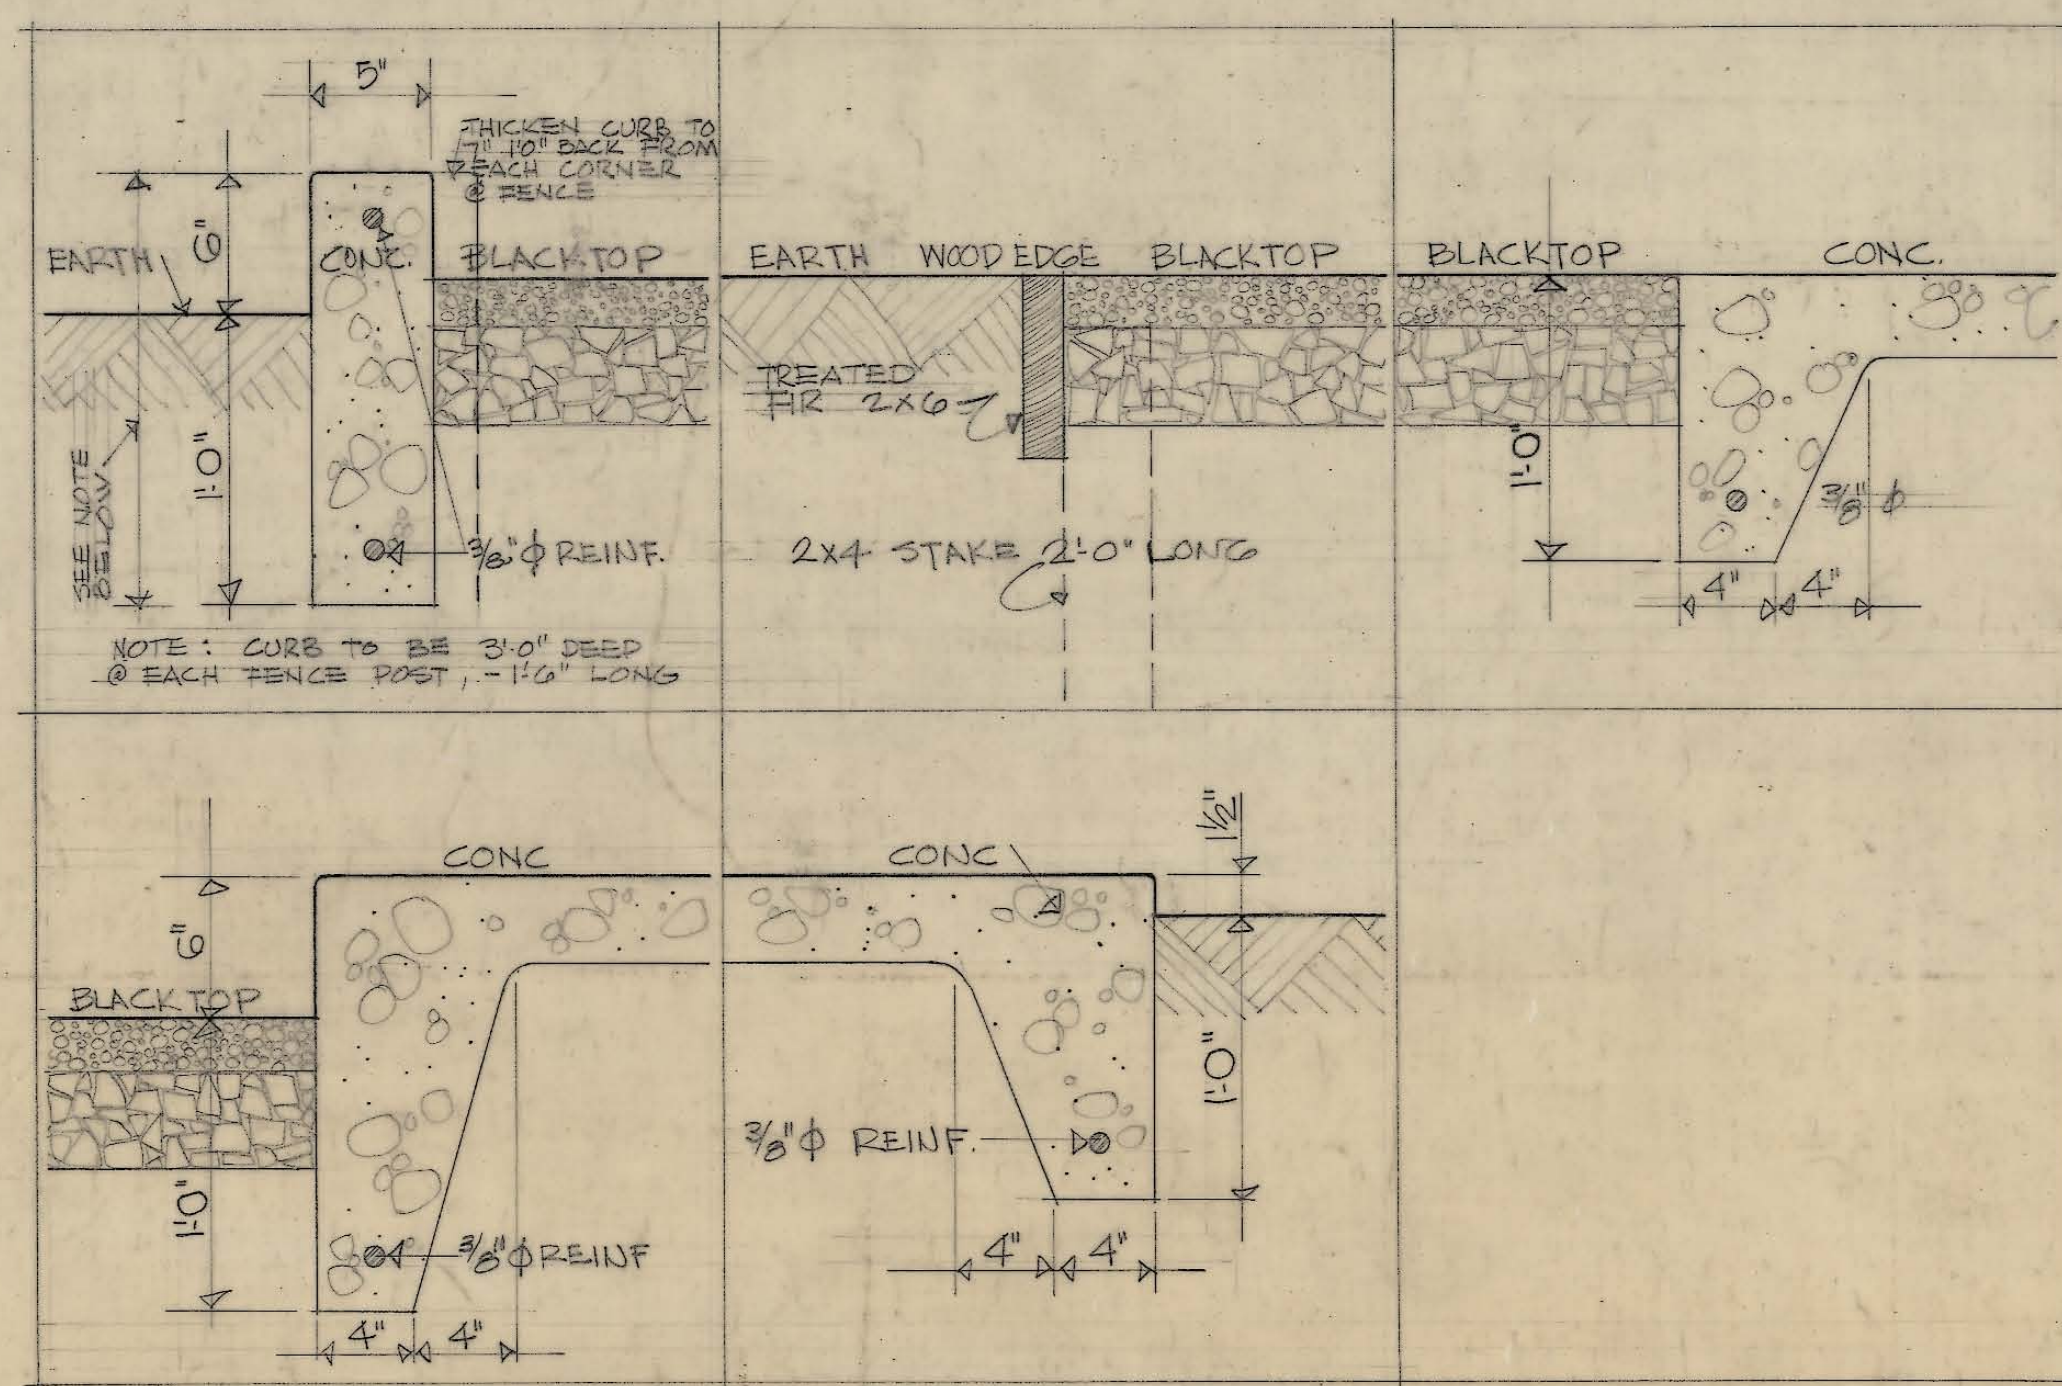 5"
THICKEN CURB TO
7" 1'0" BACK FROM
EACH CORNER
@ FENCE
6"
EARTH
CONC.
BLACKTOP
1'-0"
SEE NOTE
BELOW
3/8" ϕ REINF.
NOTE: CURB TO BE 3'-0" DEEP
@ EACH FENCE POST, - 1'-6" LONG
EARTH WOOD EDGE BLACKTOP
TREATED
FIR 2X6
2X4 STAKE 2'-0" LONG
BLACKTOP CONC.
1'-0"
3/8" ϕ
4" 4"
CONC
6"
BLACKTOP
1'-0"
3/8" ϕ REINF
4" 4"
CONC
1½"
1'-0"
3/8" ϕ REINF.
4" 4"